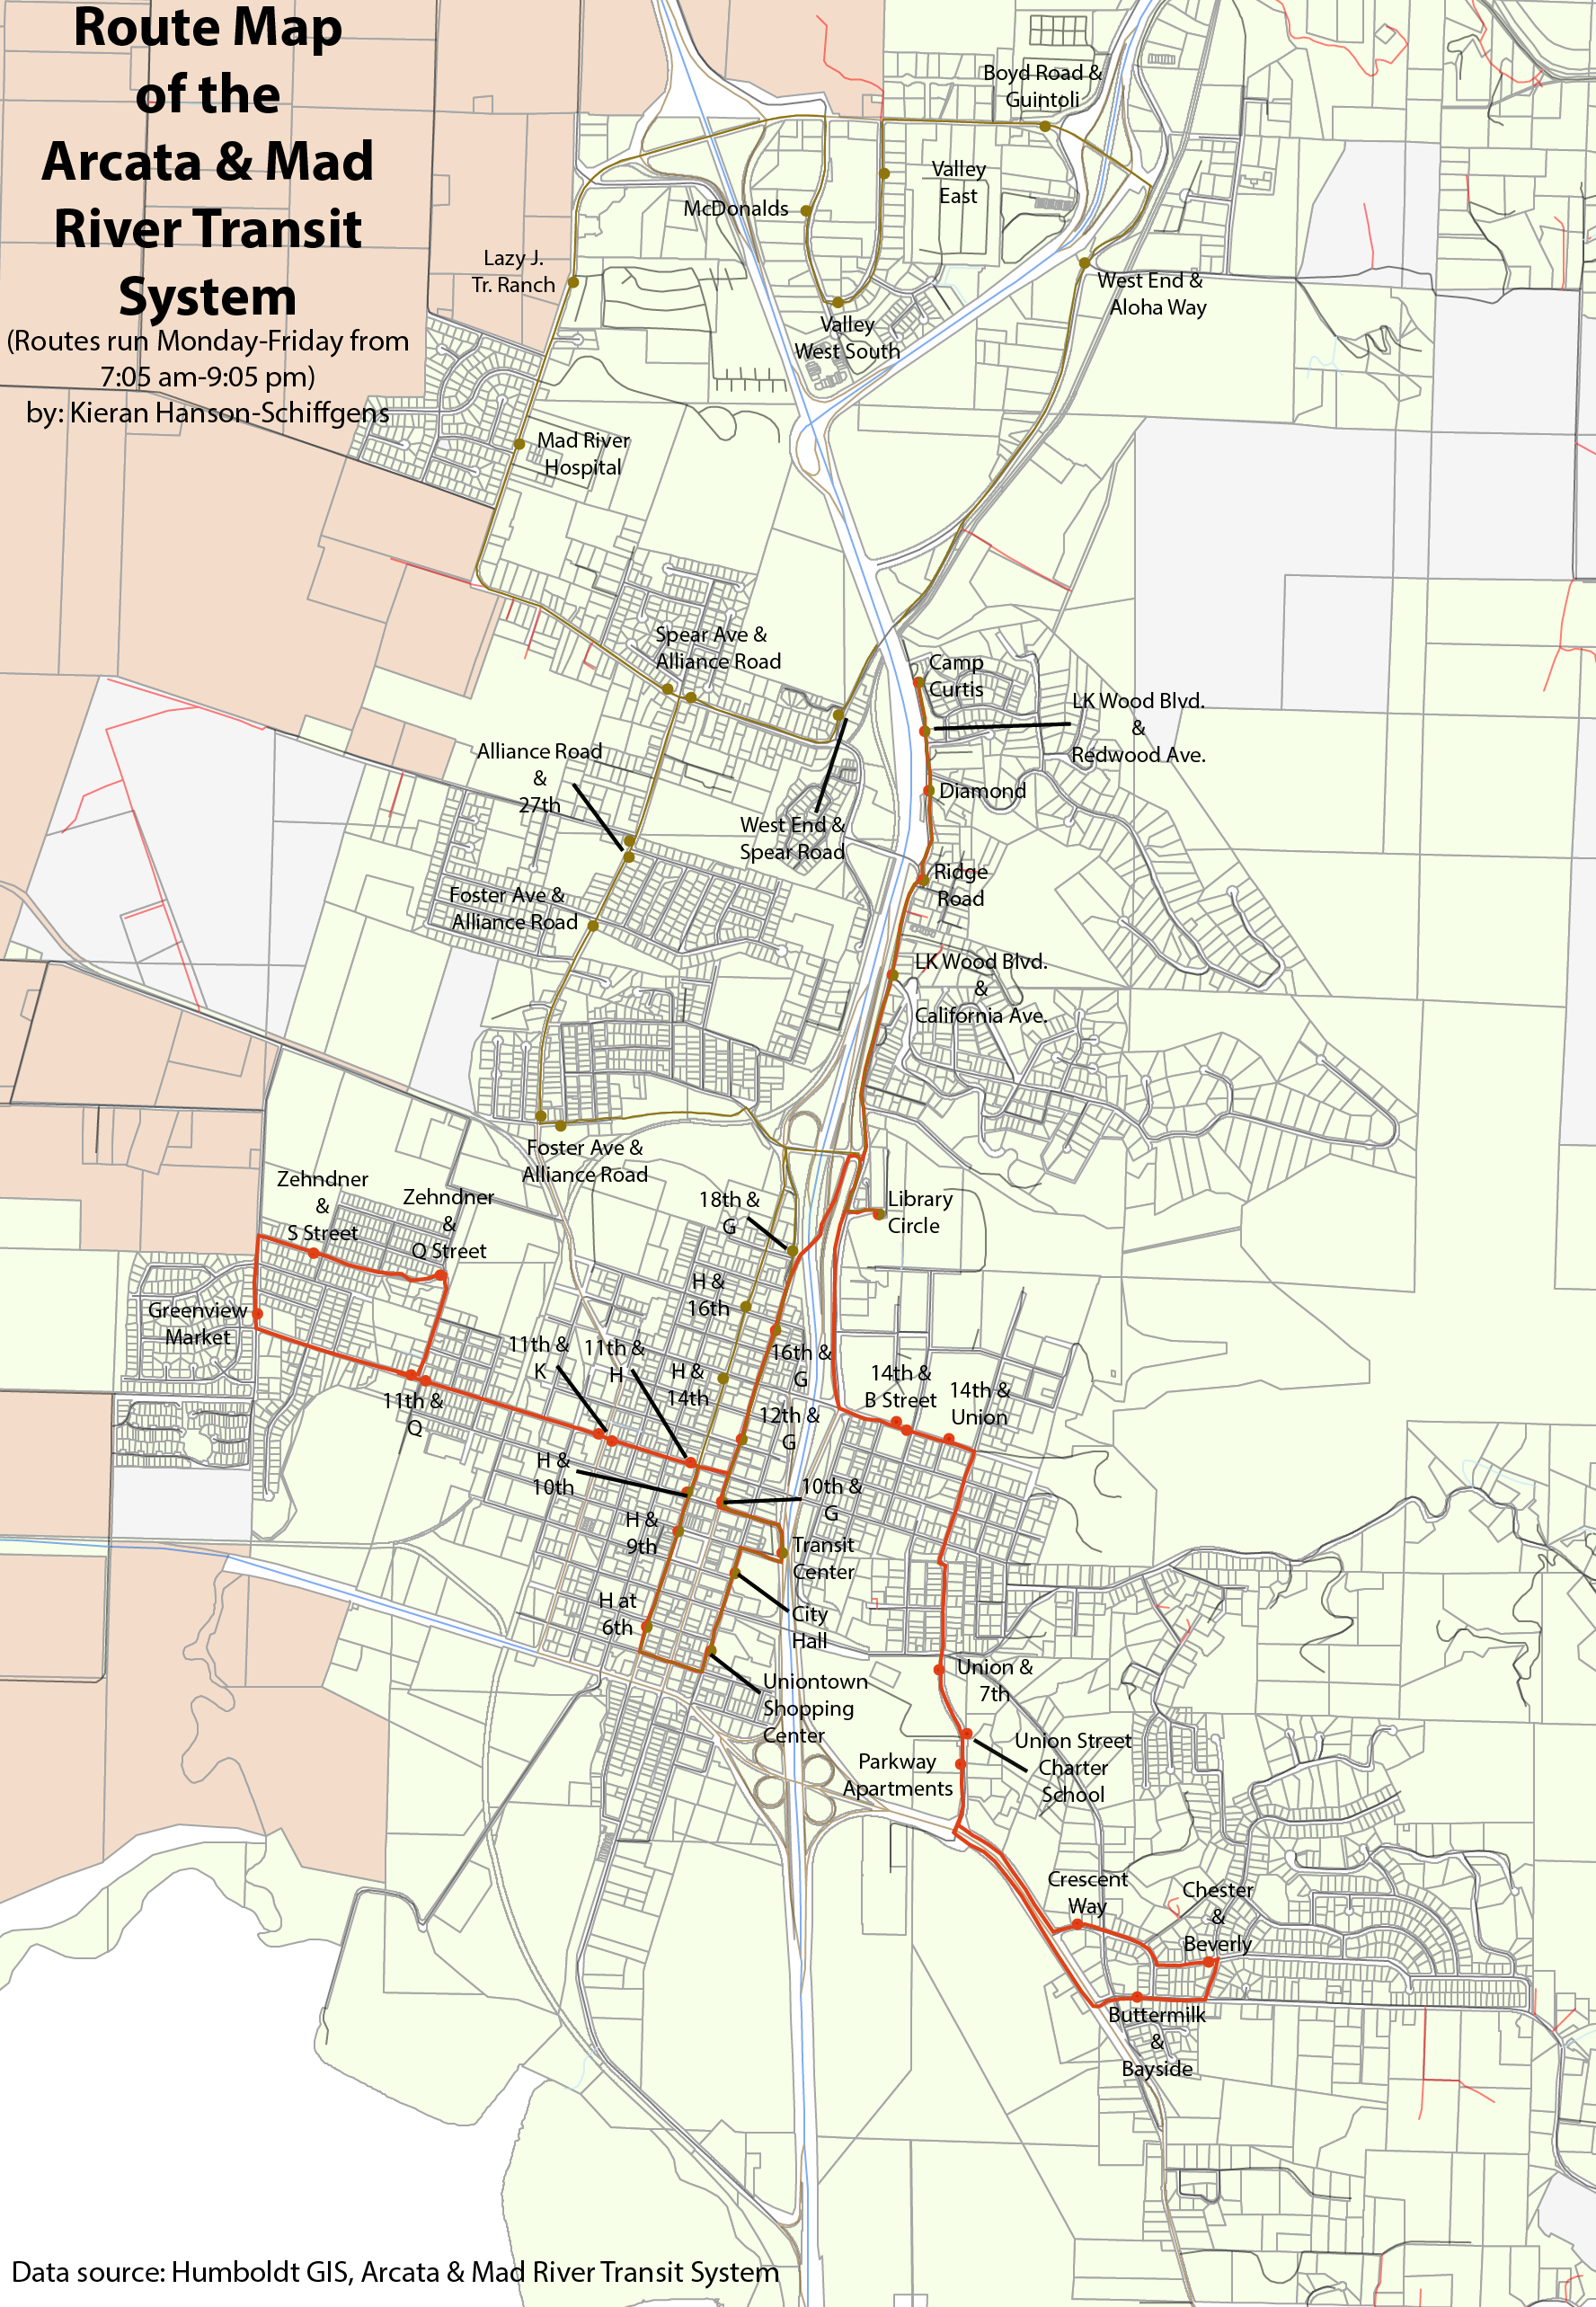 Route Map
of the
Arcata & Mad
River Transit
System
(Routes run Monday-Friday from
7:05 am-9:05 pm)
by: Kieran Hanson-Schiffgens
Boyd Road &
Guintoli
Valley
East
McDonalds
Lazy J.
Tr. Ranch
West End &
Aloha Way
Valley
West South
Mad River
Hospital
Spear Ave &
Alliance Road
Camp
Curtis
LK Wood Blvd.
&
Redwood Ave.
Alliance Road
&
27th
Diamond
West End &
Spear Road
Ridge
Road
Foster Ave &
Alliance Road
LK Wood Blvd.
&
California Ave.
Foster Ave &
Alliance Road
Zehndner
&
S Street
Zehndner
&
Q Street
18th &
G
Library
Circle
H &
16th
Greenview
Market
11th &
K
11th &
H
H &
14th
16th &
G
14th &
B Street
14th &
Union
11th &
Q
12th &
G
H &
10th
10th &
G
H &
9th
Transit
Center
H at
6th
City
Hall
Union &
7th
Uniontown
Shopping
Center
Union Street
Charter
School
Parkway
Apartments
Crescent
Way
Chester
&
Beverly
Buttermilk
&
Bayside
Data source: Humboldt GIS, Arcata & Mad River Transit System